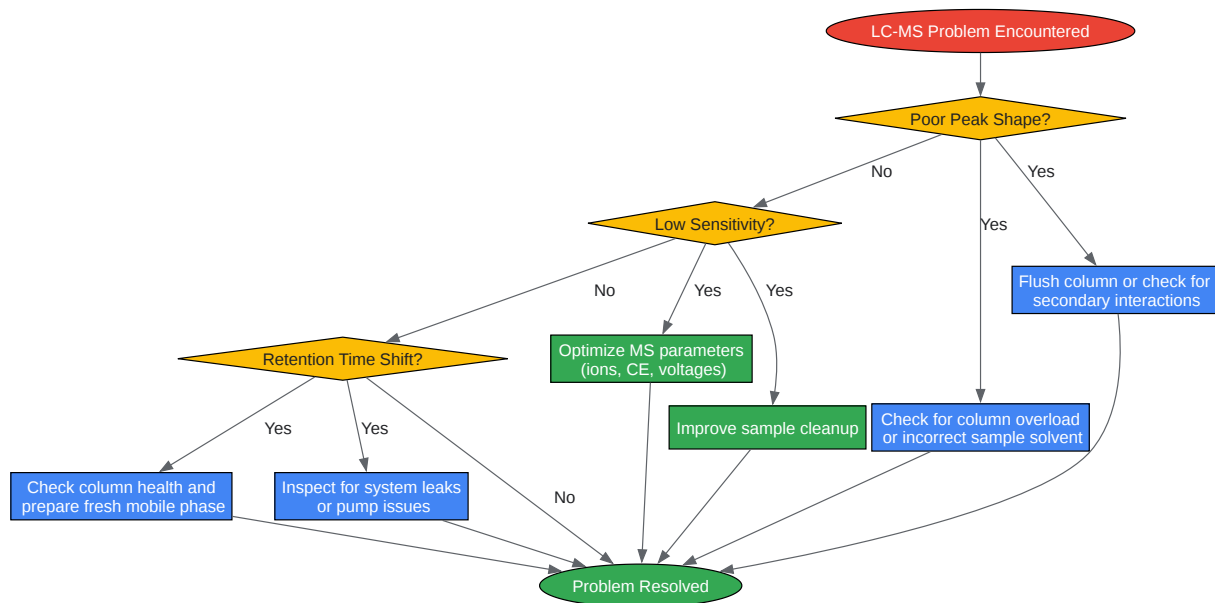 LC-MS Problem Encountered
Poor Peak Shape?
No
Yes
Yes
Low Sensitivity?
Flush column or check for
secondary interactions
No
Yes
Yes
Retention Time Shift?
Optimize MS parameters
(ions, CE, voltages)
Improve sample cleanup
Check for column overload
or incorrect sample solvent
Yes
Yes
No
Check column health and
prepare fresh mobile phase
Inspect for system leaks
or pump issues
Problem Resolved